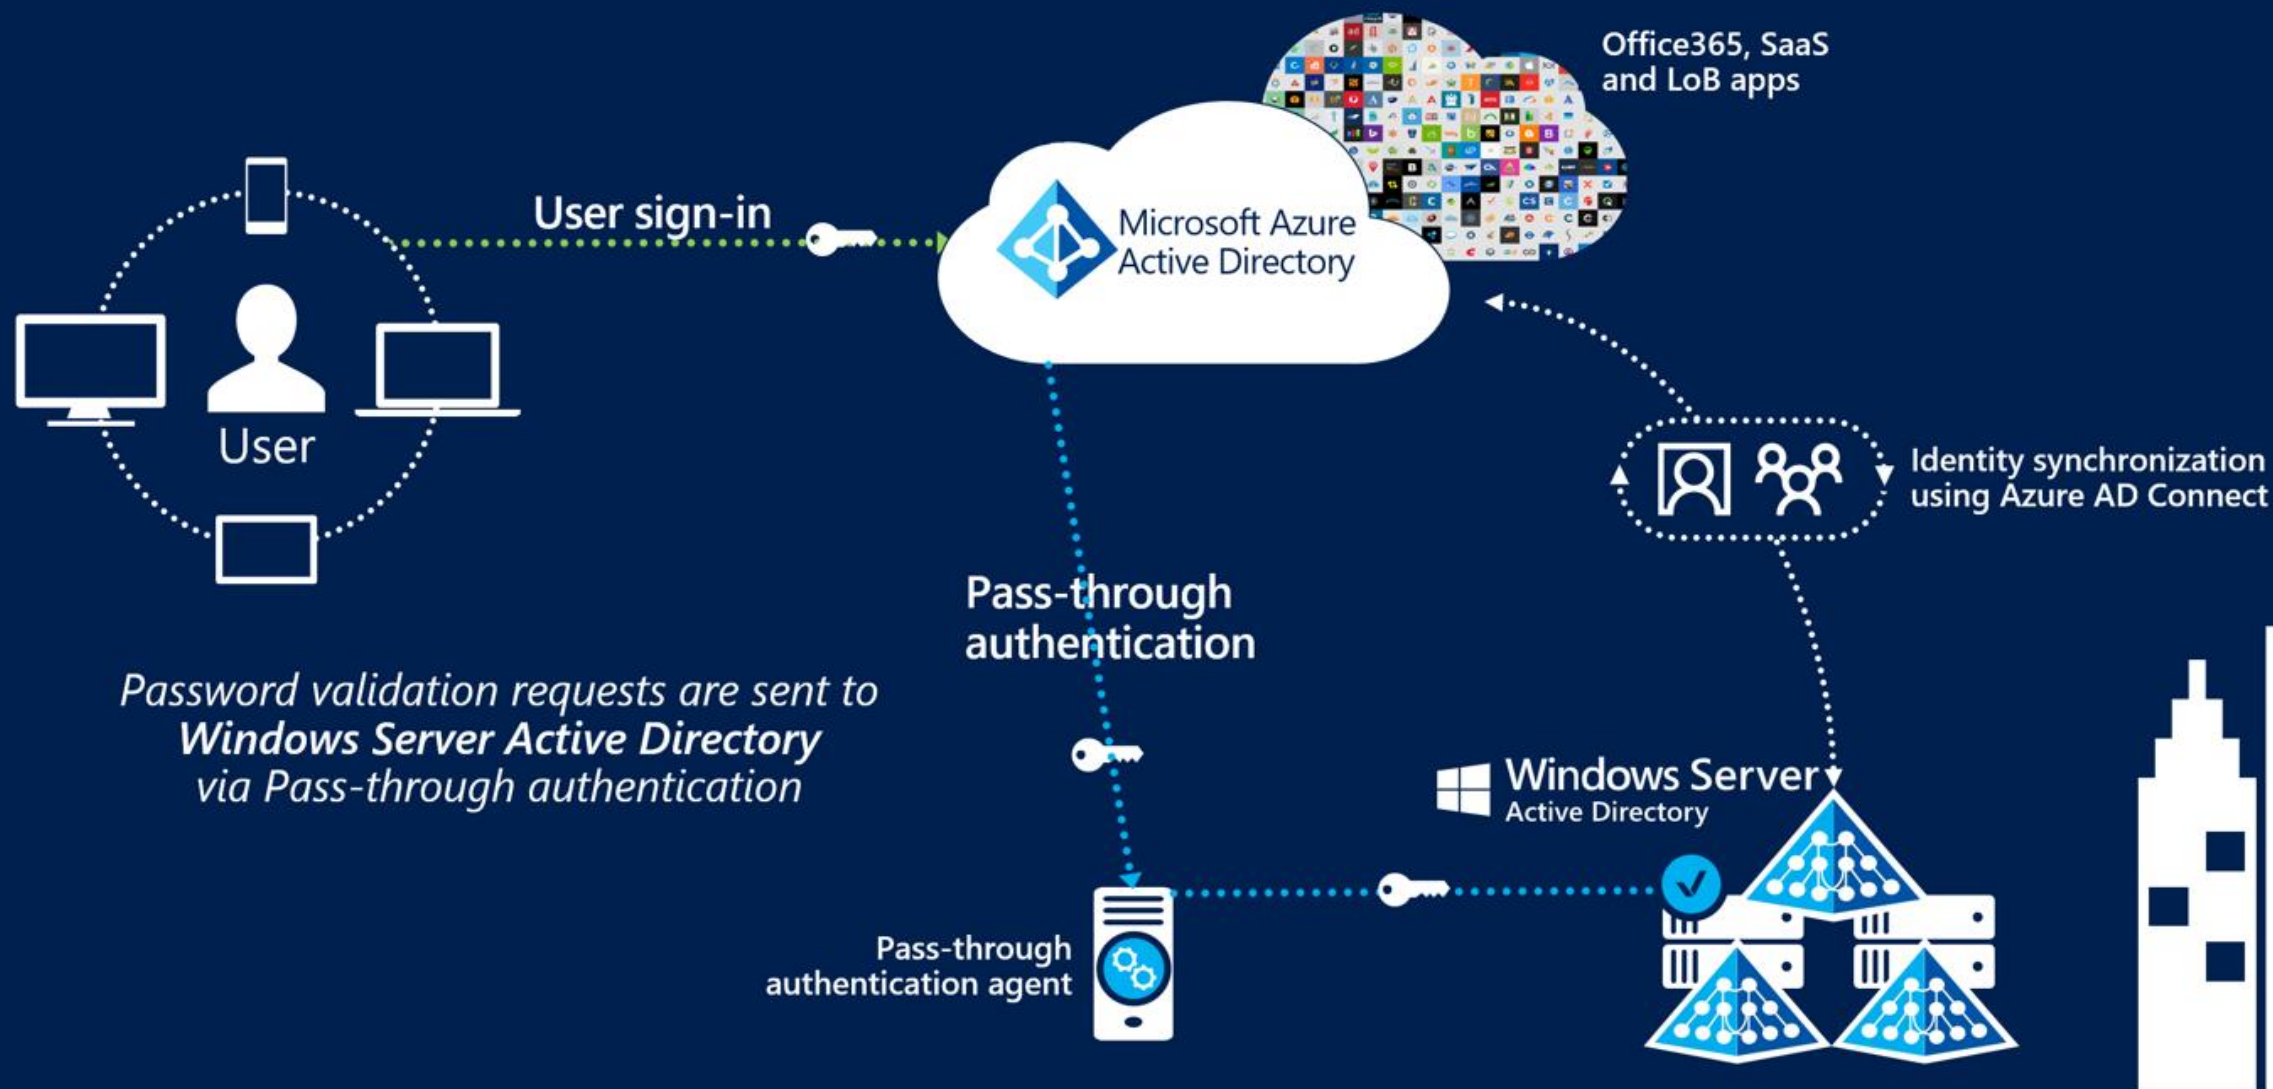 Office365, SaaS
and LoB apps
User sign-in
Microsoft Azure
Active Directory
User
Identity synchronization
using Azure AD Connect
Pass-through
authentication
Password validation requests are sent to
Windows Server Active Directory
via Pass-through authentication
Windows Server
Active Directory
Pass-through
authentication agent